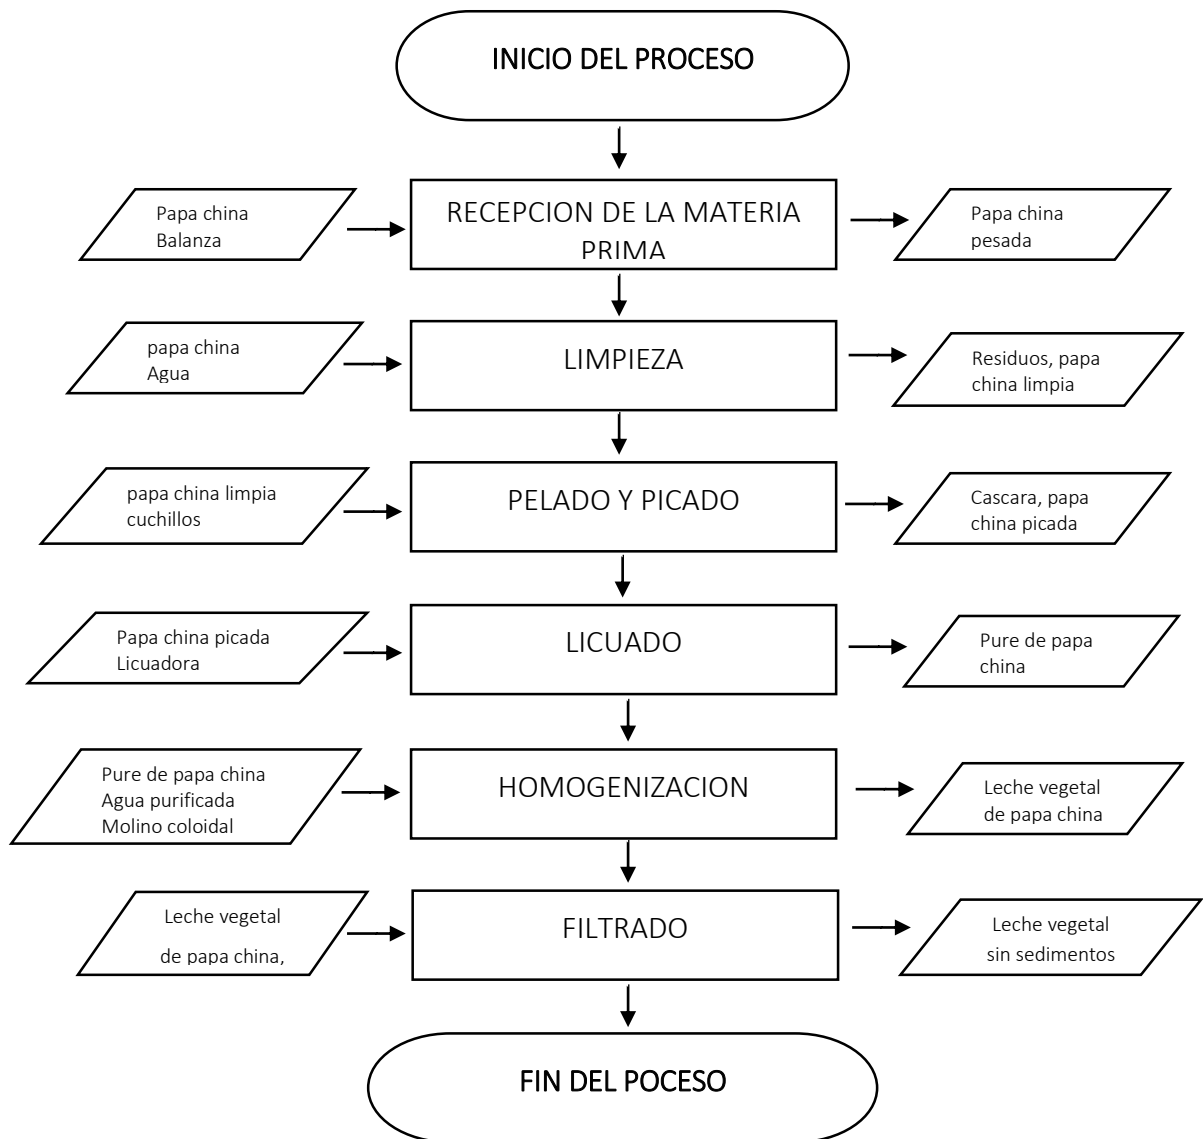 INICIO DEL PROCESO
Papa china
Balanza
RECEPCION DE LA MATERIA
PRIMA
Papa china
pesada
papa china
Agua
LIMPIEZA
Residuos, papa
china limpia
papa china limpia
cuchillos
PELADO Y PICADO
Cascara, papa
china picada
Papa china picada
Licuadora
LICUADO
Pure de papa
china
Pure de papa china
Agua purificada
Molino coloidal
HOMOGENIZACION
Leche vegetal
de papa china
Leche vegetal
de papa china,
FILTRADO
Leche vegetal
sin sedimentos
FIN DEL POCESO